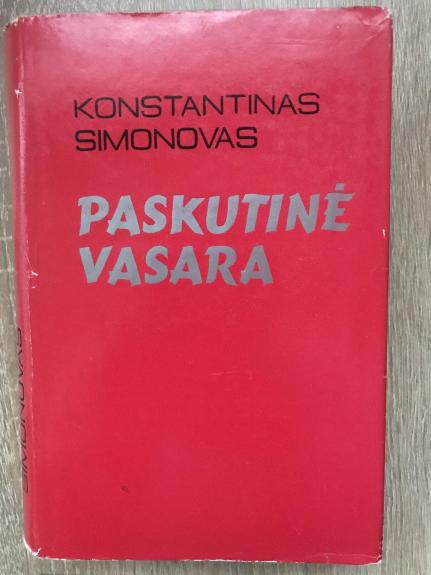 KONSTANTINAS
SIMONOVAS
PASKUTINĖ
VASARA
SIMONOVAS